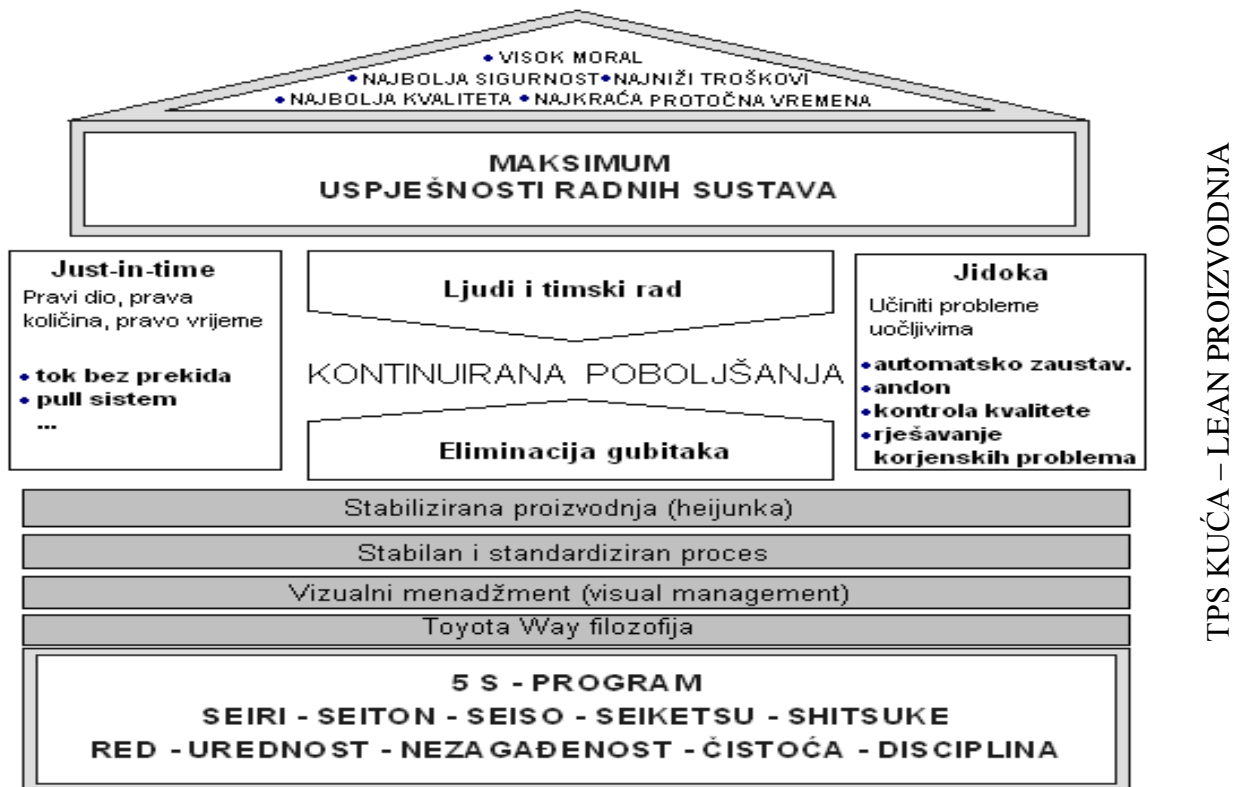 • VISOK MORAL
• NAJBOLJA SIGURNOST • NAJNIŽI TROŠKOVI
• NAJBOLJA KVALITETA • NAJKRAĆA PROTOČNA VREMENA
MAKSIMUM
USPJEŠNOSTI RADNIH SUSTAVA
Just-in-time
Pravi dio, prava
količina, pravo vrijeme
• tok bez prekida
• pull sistem
...
Ljudi i timski rad
KONTINUIRANA POBOLJŠANJA
Eliminacija gubitaka
Jidoka
Učiniti probleme
uočljivima
• automatsko zaustav.
• andon
• kontrola kvalitete
• rješavanje
korjenskih problema
Stabilizirana proizvodnja (heijunka)
Stabilan i standardiziran proces
Vizualni menadžment (visual management)
Toyota Way filozofija
5 S - PROGRAM
SEIRI - SEITON - SEISO - SEIKETSU - SHITSUKE
RED - UREDNOST - NEZAGAĐENOST - ČISTOĆA - DISCIPLINA
TPS KUĆA – LEAN PROIZVODNJA